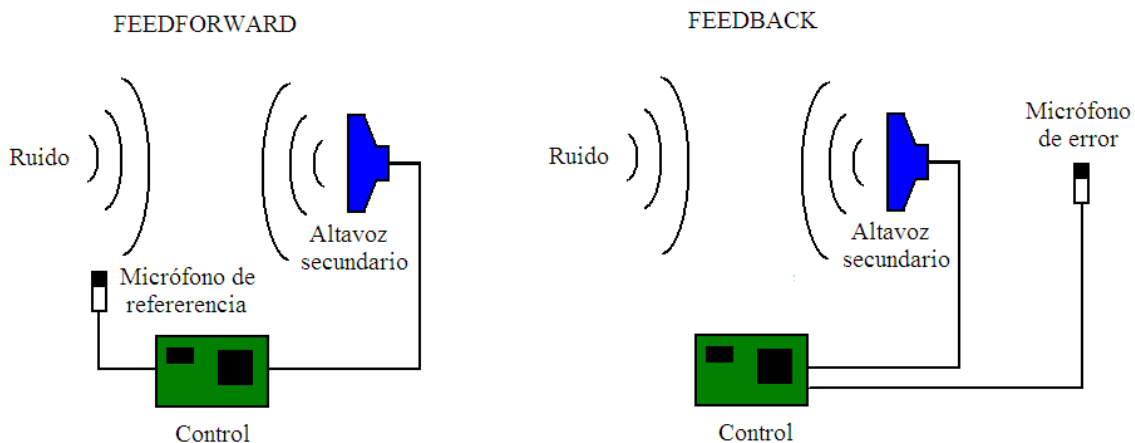 FEEDFORWARD
Ruido
Altavoz
secundario
Micrófono de
refererencia
Control
FEEDBACK
Ruido
Altavoz
secundario
Micrófono
de error
Control